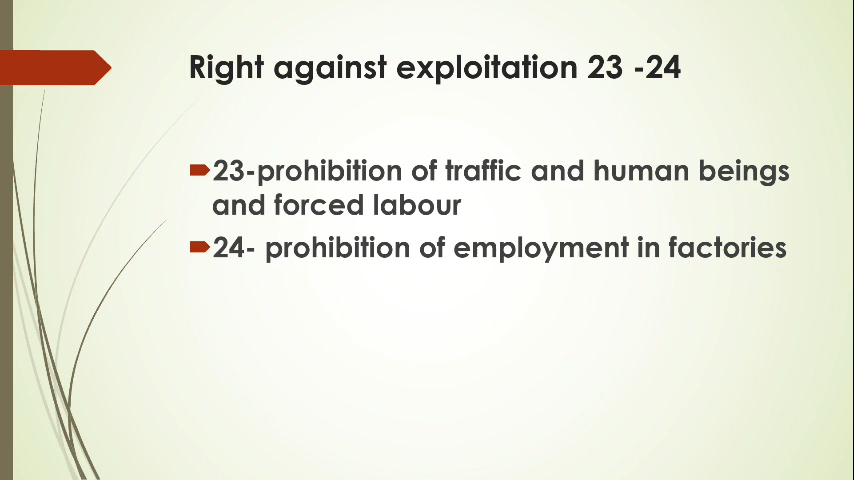 Right against exploitation 23 -24
23-prohibition of traffic and human beings
and forced labour
24- prohibition of employment in factories